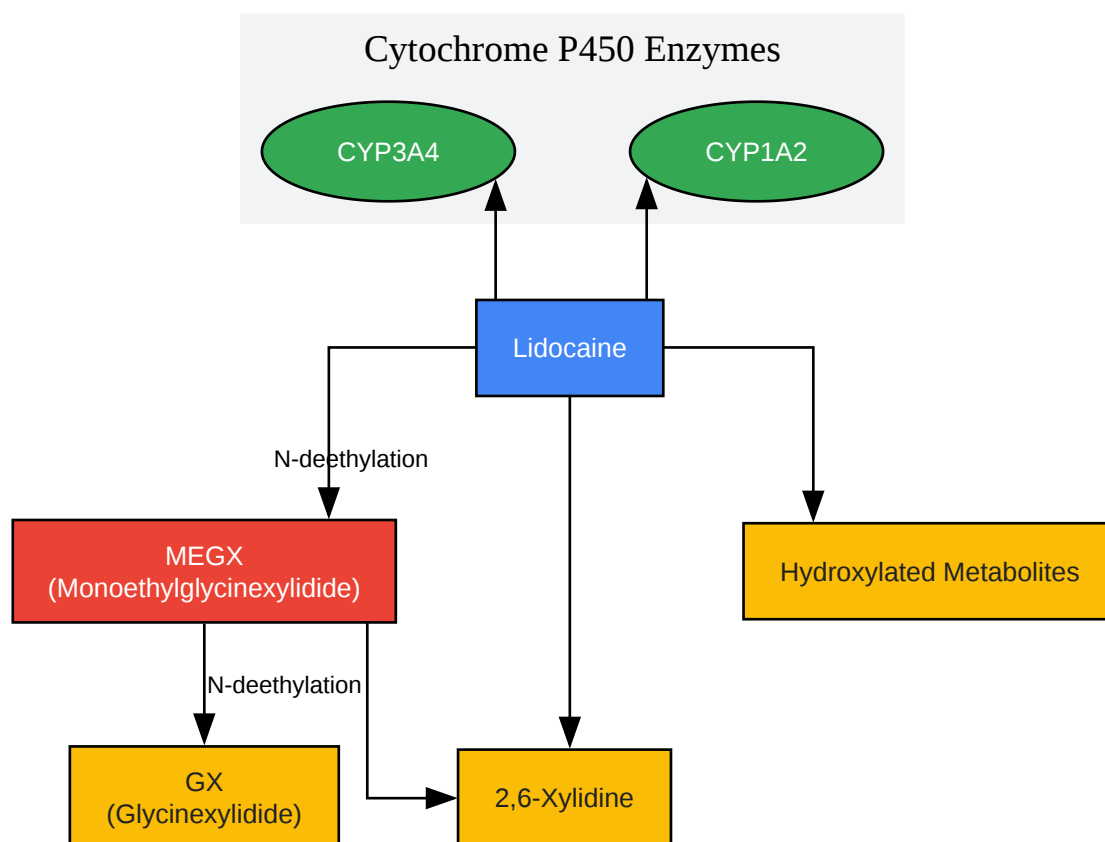 Cytochrome P450 Enzymes
CYP3A4
CYP1A2
Lidocaine
N-deethylation
MEGX
(Monoethylglycinexylidide)
Hydroxylated Metabolites
N-deethylation
GX
(Glycinexylidide)
2,6-Xylidine